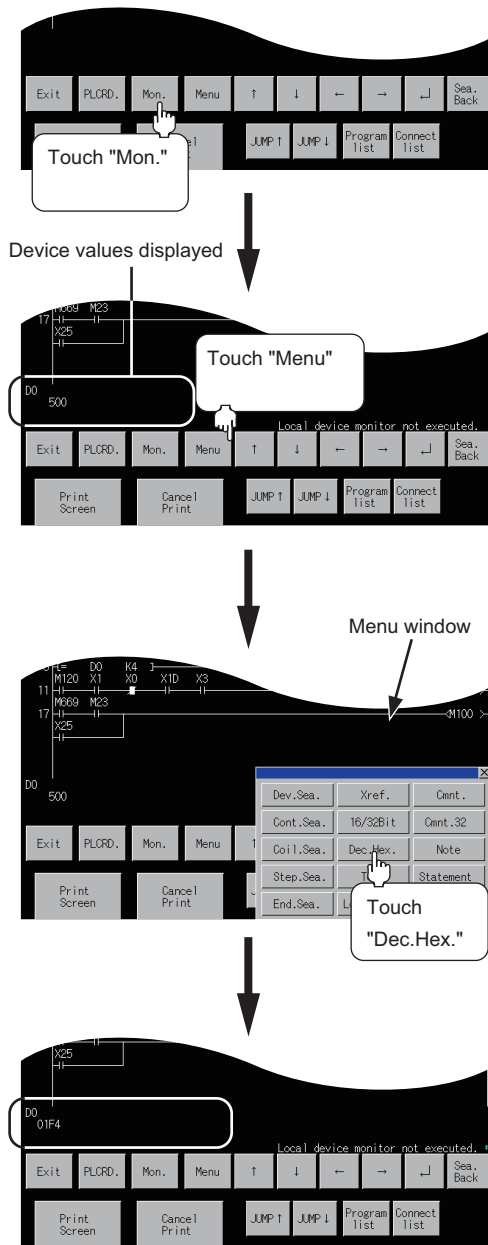 Exit PLCRD. Mon. Menu ↑ ↓ ← → ↵ Sea. Back
JUMP↑ JUMP↓ Program list Connect list
Touch "Mon."
Device values displayed
M669 M23
17
X25
Touch "Menu"
D0
500
Local device monitor not executed.
Exit PLCRD. Mon. Menu ↑ ↓ ← → ↵ Sea. Back
Print Screen Cancel Print JUMP↑ JUMP↓ Program list Connect list
Menu window
D0 K4
M120 X1 X0 X1D X3
11
M669 M23
17 M100
X25
D0
500
Dev.Sea. Xref. Cmnt.
Cont.Sea. 16/32Bit Cmnt.32
Coil.Sea. Dec.Hex. Note
Step.Sea. Statement
End.Sea.
Exit PLCRD. Mon. Menu
Print Screen Cancel Print
Touch
"Dec.Hex."
X25
D0
01F4
Local device monitor not executed.
Exit PLCRD. Mon. Menu ↑ ↓ ← → ↵ Sea. Back
Print Screen Cancel Print JUMP↑ JUMP↓ Program list Connect list